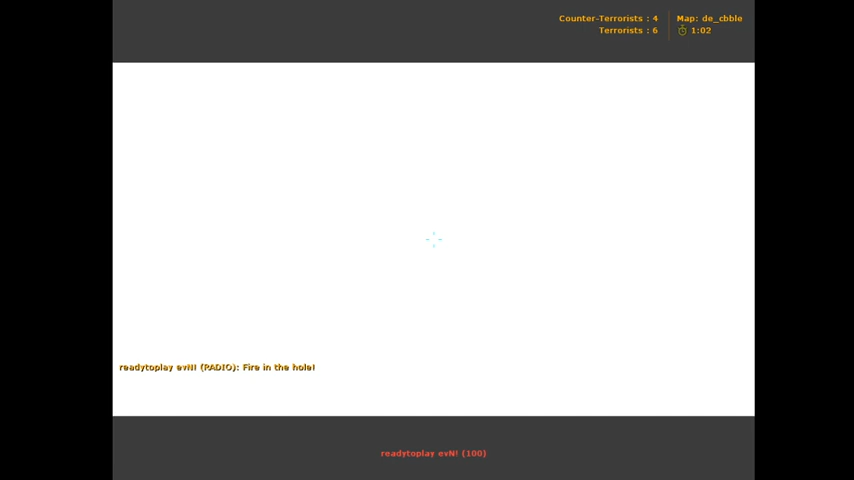 Counter-Terrorists : 4 Map: de_cbble
Terrorists : 6 1:02
readytoplay evN! (RADIO): Fire in the hole!
readytoplay evN! (100)